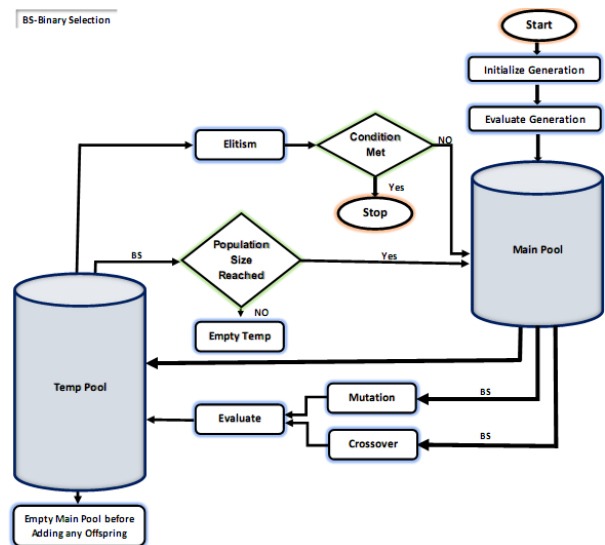 BS-Binary Selection
Start
Initialize Generation
Evaluate Generation
Elitism
Condition
Met
NO
Yes
Stop
Main Pool
Population
Size
Reached
BS
Yes
NO
Empty Temp
Temp Pool
Mutation
BS
Evaluate
Crossover
BS
Empty Main Pool before
Adding any Offspring